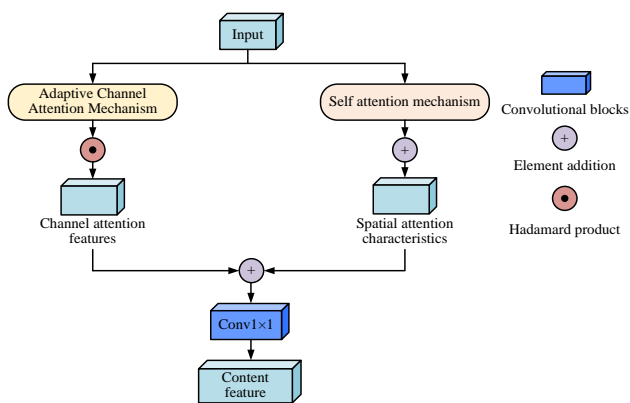 Input
Adaptive Channel
Attention Mechanism
Self attention mechanism
+
Channel attention
features
Spatial attention
characteristics
+
Conv1×1
Content
feature
Convolutional blocks
+
Element addition
Hadamard product